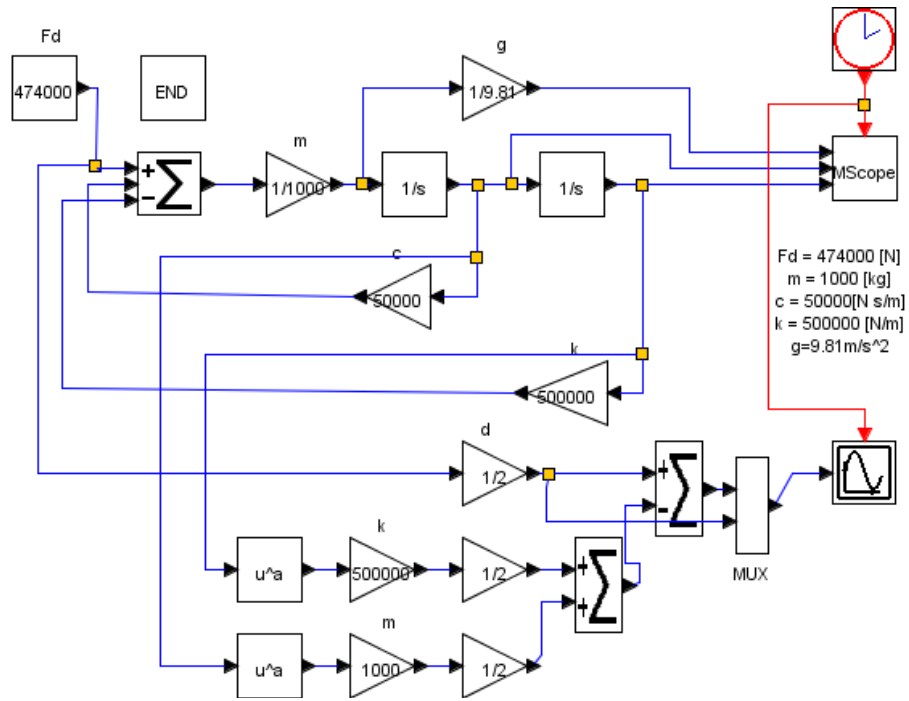 Fd
g
474000
END
1/9.81
m
+
-
Σ
1/1000
1/s
1/s
MScope
c
50000
Fd = 474000 [N]
m = 1000 [kg]
c = 50000[N s/m]
k = 500000 [N/m]
g=9.81m/s^2
k
500000
d
1/2
+
-
Σ
k
u^a
500000
1/2
+
+
Σ
MUX
m
u^a
1000
1/2